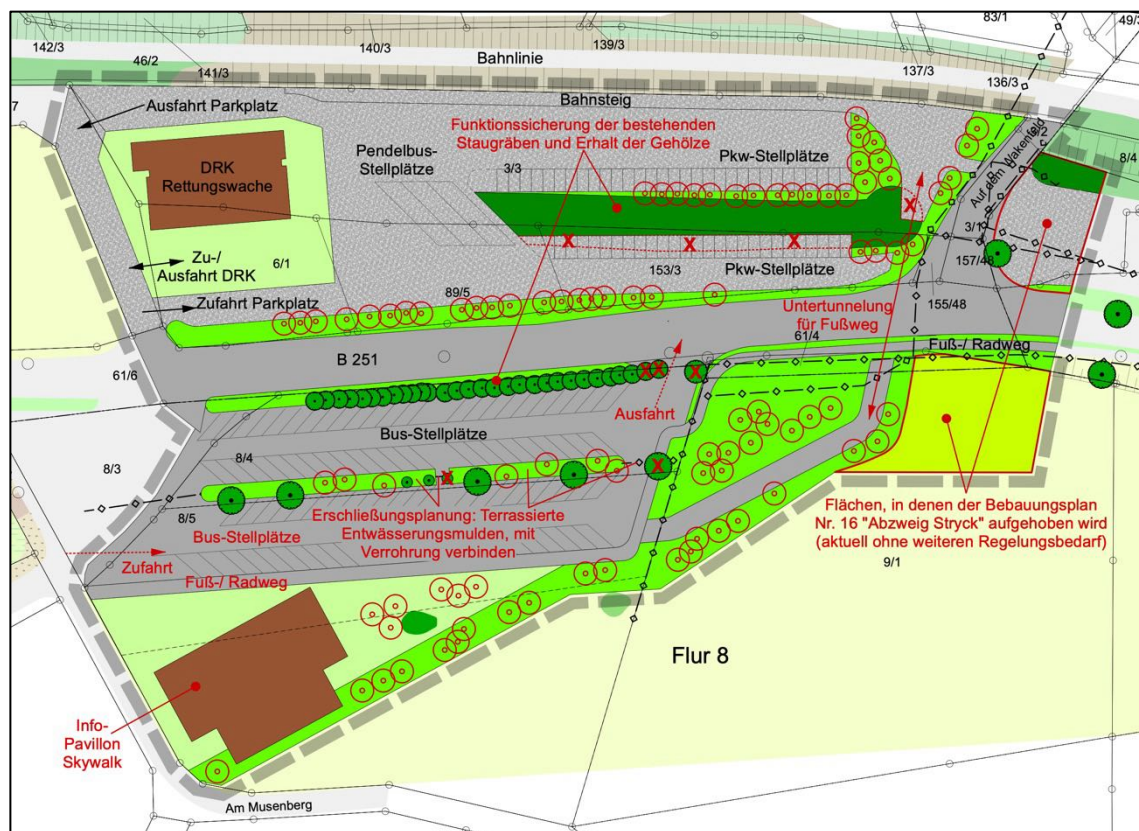 142/3
140/3
139/3
83/1
49/3
46/2
141/3
Bahnlinie
137/3
136/3
Ausfahrt Parkplatz
Bahnsteig
Funktionssicherung der bestehenden
Staugräben und Erhalt der Gehölze
Pendelbus-
Stellplätze
3/3
Pkw-Stellplätze
DRK
Rettungswache
Auf dem Wakenfeld
8/4
X
3/1
157/48
X X X
153/3
Pkw-Stellplätze
Zu-/
Ausfahrt DRK
6/1
Zufahrt Parkplatz
89/5
155/48
Untertunnelung
für Fußweg
61/4
Fuß-/ Radweg
B 251
61/6
X X X
Ausfahrt
Bus-Stellplätze
8/3
8/4
X X
8/5
Erschließungsplanung: Terrassierte
Entwässerungsmulden, mit
Verrohrung verbinden
Bus-Stellplätze
Zufahrt
Fuß-/ Radweg
Flächen, in denen der Bebauungsplan
Nr. 16 "Abzweig Stryck" aufgehoben wird
(aktuell ohne weiteren Regelungsbedarf)
9/1
Flur 8
Info-
Pavillon
Skywalk
Am Musenberg